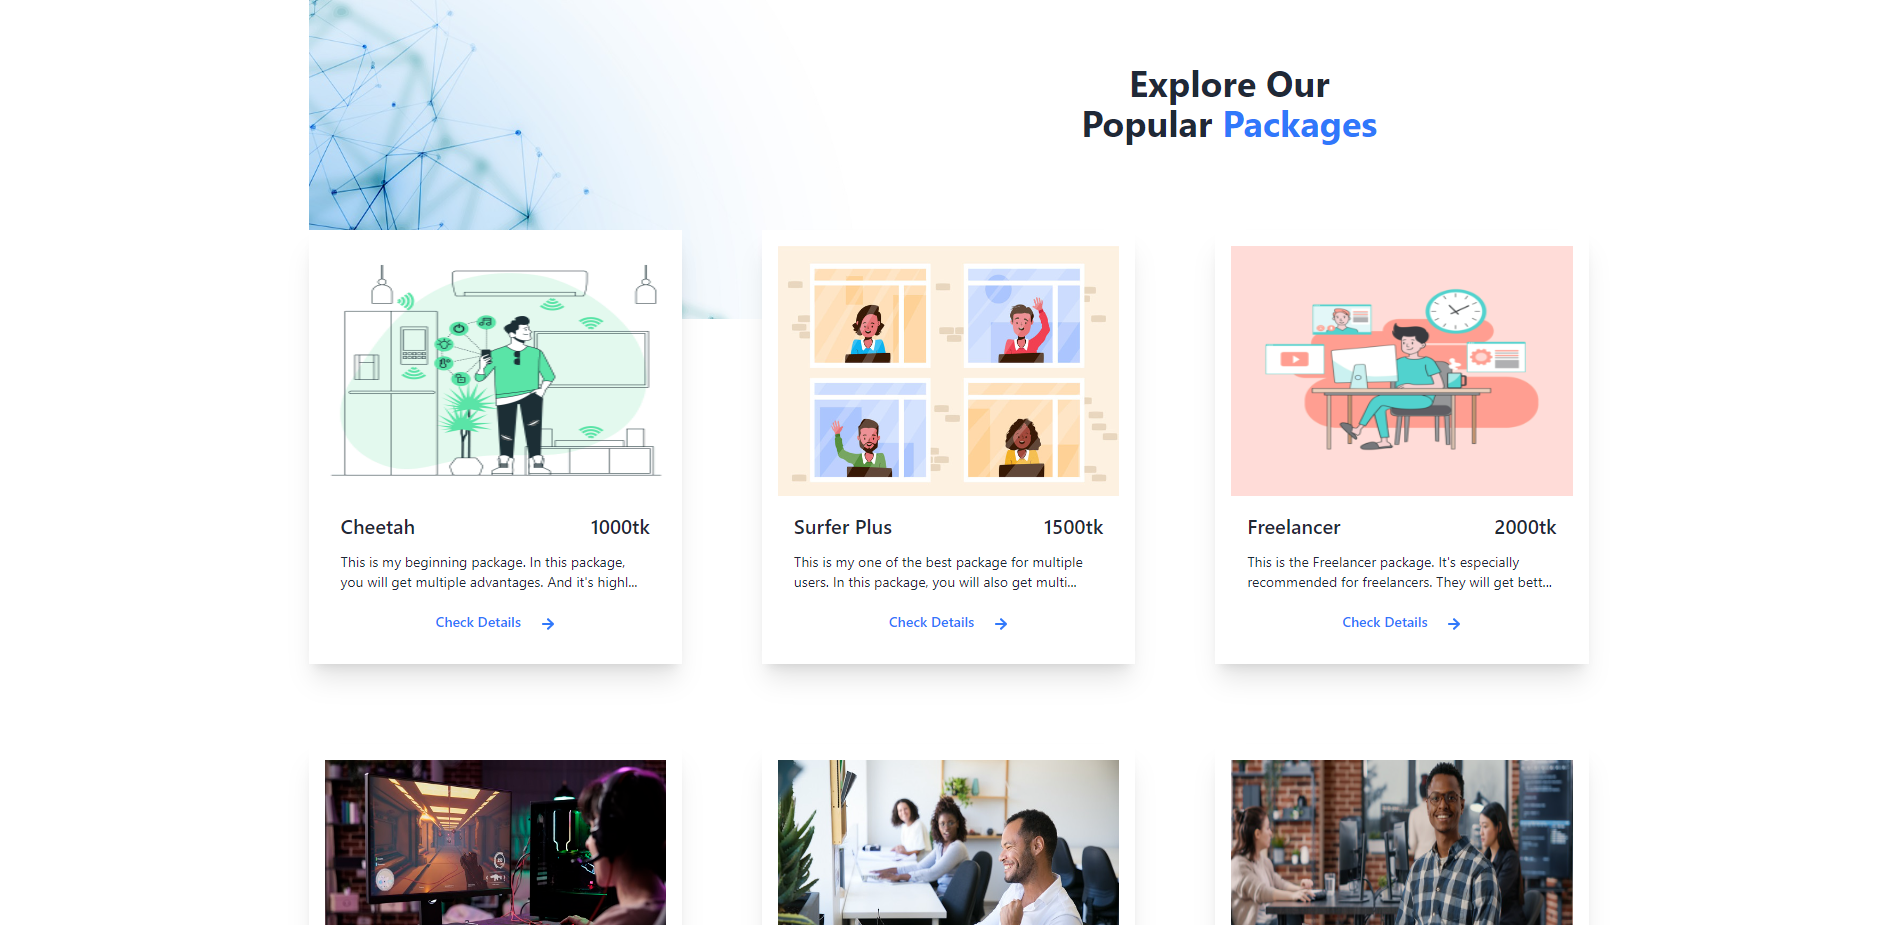 Explore Our
Popular Packages
Cheetah 1000tk
This is my beginning package. In this package,
you will get multiple advantages. And it's highl...
Check Details
Surfer Plus 1500tk
This is my one of the best package for multiple
users. In this package, you will also get multi...
Check Details
Freelancer 2000tk
This is the Freelancer package. It's especially
recommended for freelancers. They will get bett...
Check Details